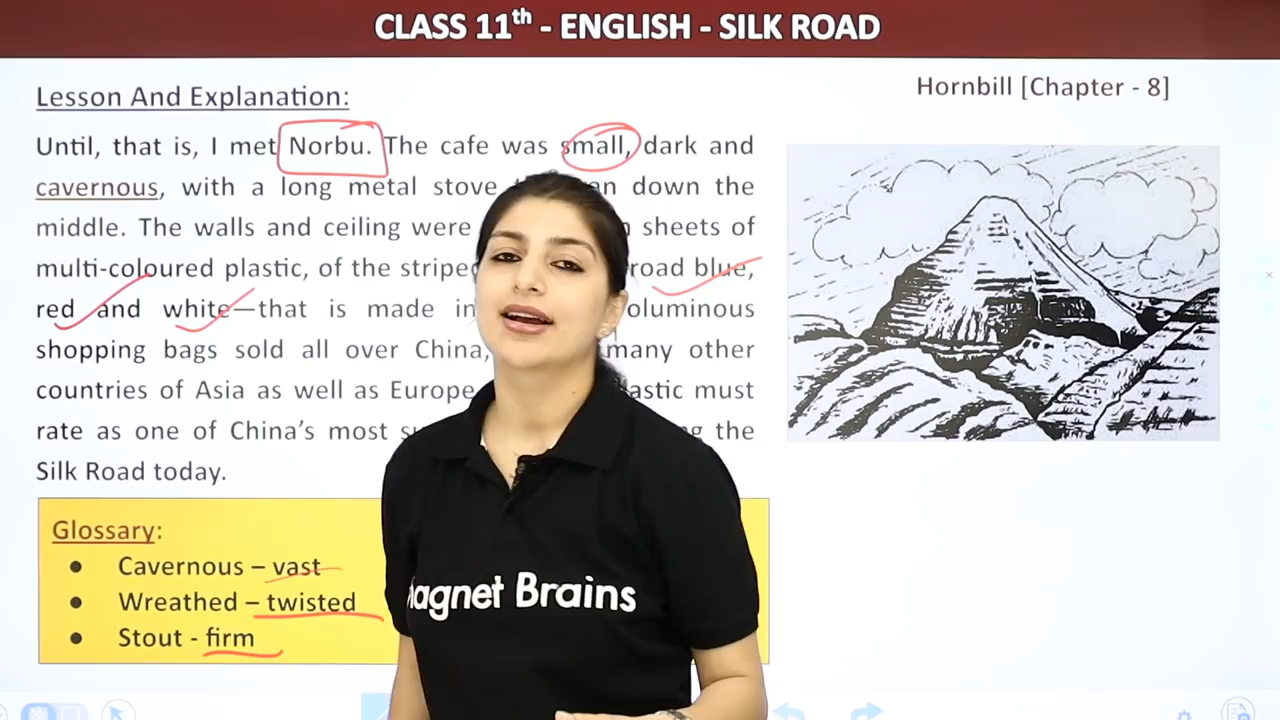 CLASS 11th - ENGLISH - SILK ROAD
Lesson And Explanation:
Hornbill [Chapter - 8]
Until, that is, I met Norbu. The cafe was small, dark and
cavernous, with a long metal stove down the
middle. The walls and ceiling were sheets of
multi-coloured plastic, of the striped blue,
red and white—that is made in
shopping bags sold all over China, many other
countries of Asia as well as Europe must
rate as one of China's most the
Silk Road today.
Glossary:
● Cavernous – vast
● Wreathed – twisted
● Stout - firm
Magnet Brains